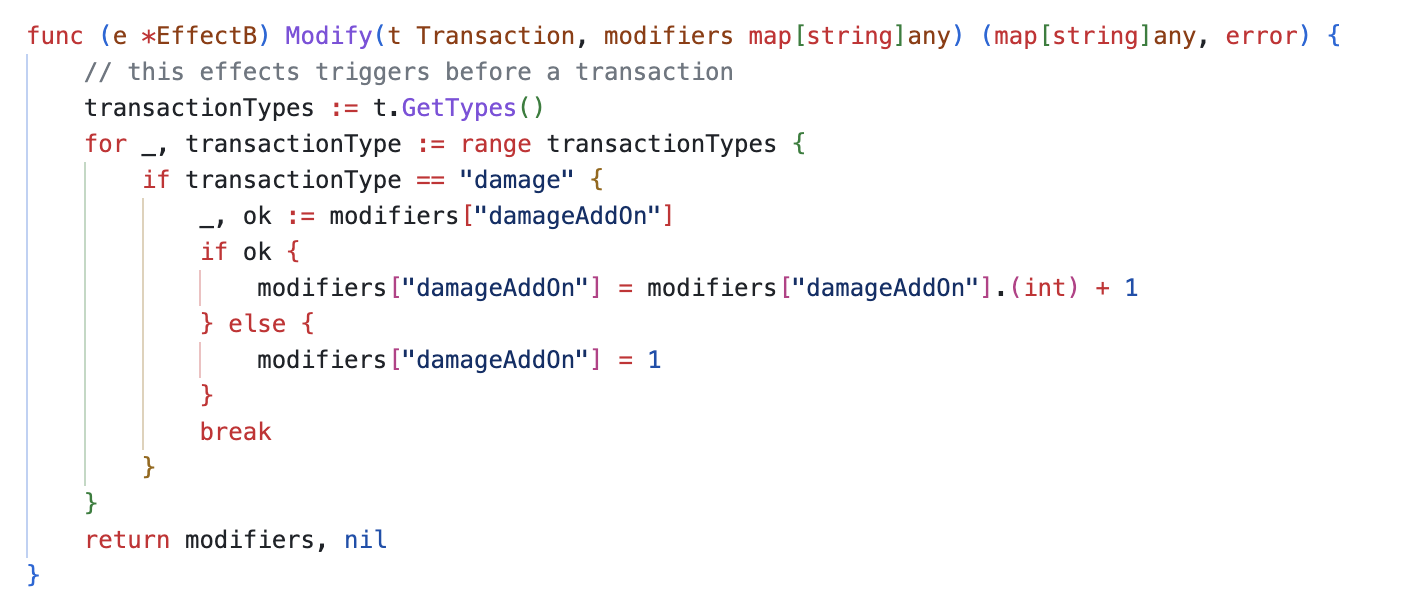 func (e *EffectB) Modify(t Transaction, modifiers map[string]any) (map[string]any, error) {
    // this effects triggers before a transaction
    transactionTypes := t.GetTypes()
    for _, transactionType := range transactionTypes {
        if transactionType == "damage" {
            _, ok := modifiers["damageAddOn"]
            if ok {
                modifiers["damageAddOn"] = modifiers["damageAddOn"].(int) + 1
            } else {
                modifiers["damageAddOn"] = 1
            }
            break
        }
    }
    return modifiers, nil
}